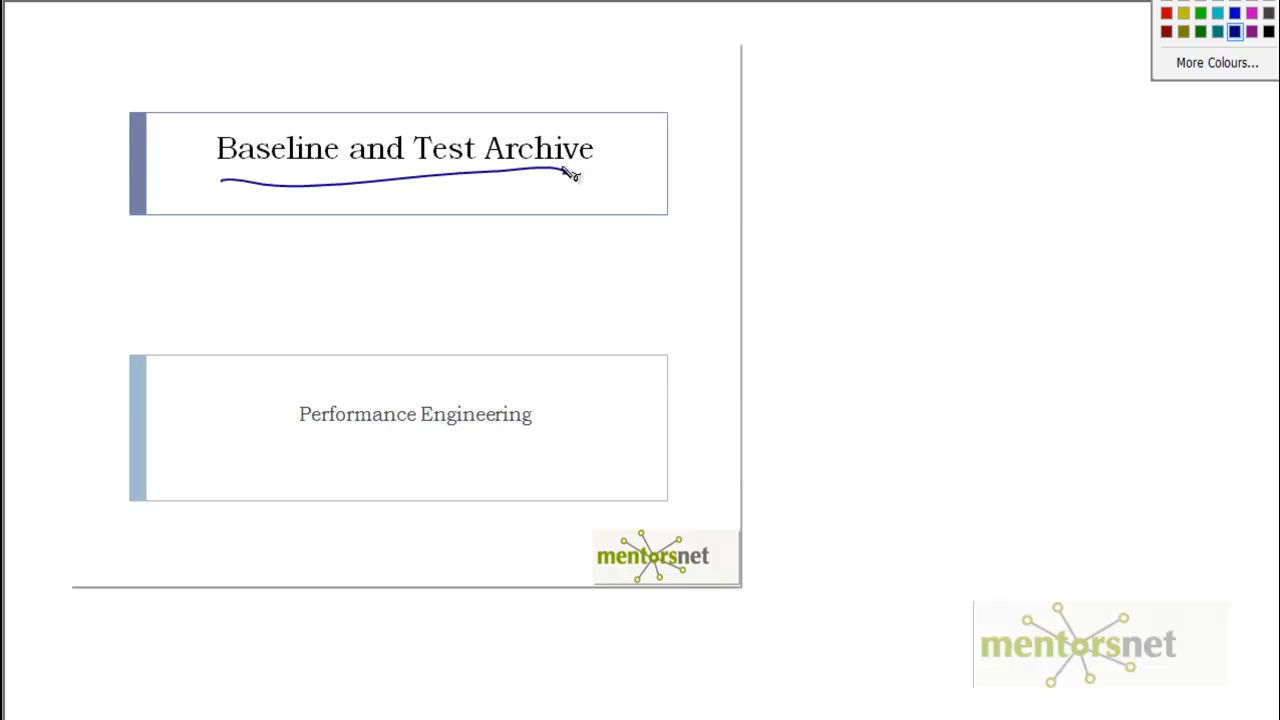 More Colours...
Baseline and Test Archive
Performance Engineering
mentorsnet
mentorsnet